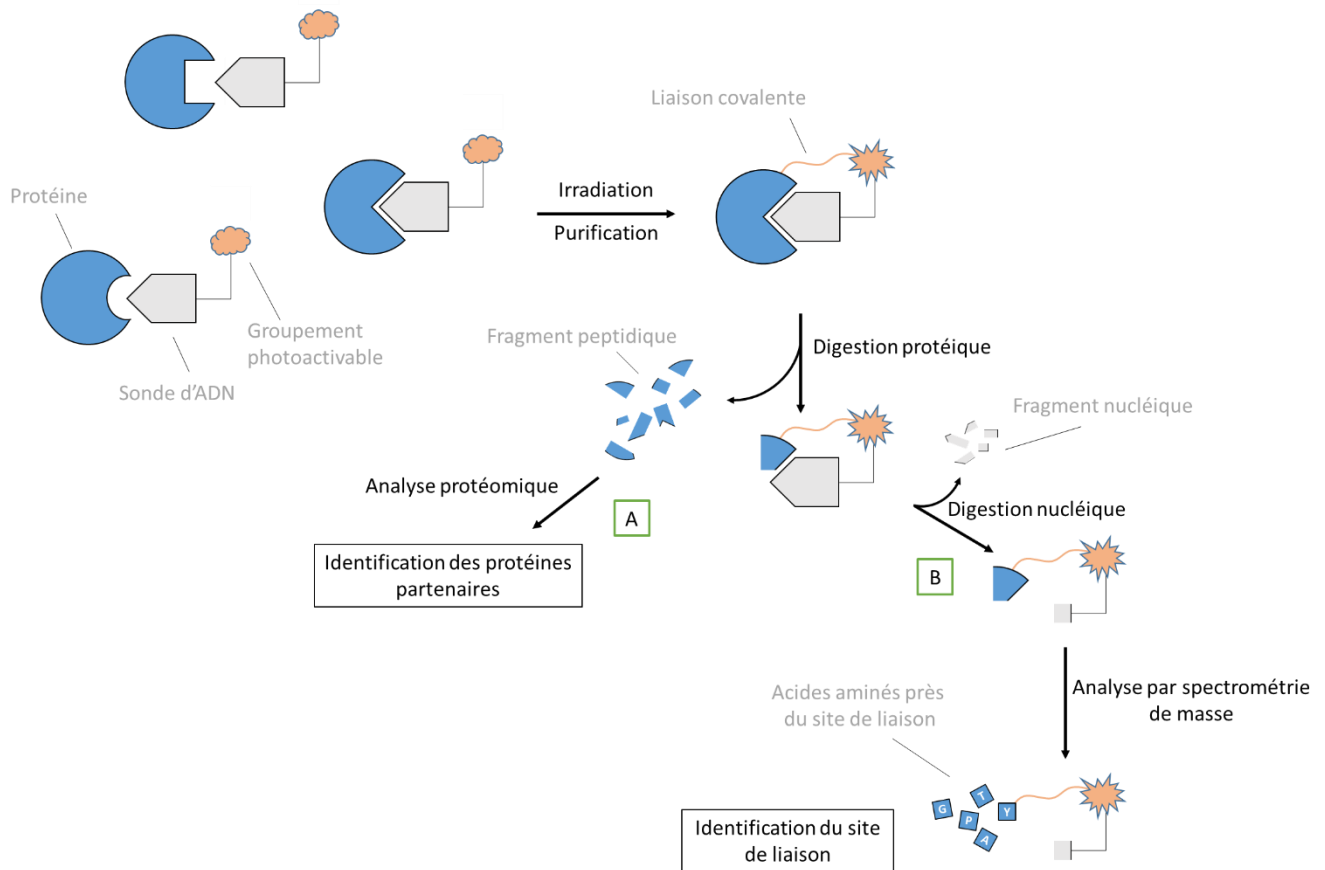 Liaison covalente
Protéine
Irradiation
Purification
Groupement
photoactivable
Sonde d'ADN
Fragment peptidique
Digestion protéique
Fragment nucléique
Analyse protéomique
A
Digestion nucléique
Identification des protéines
partenaires
B
Acides aminés près
du site de liaison
Analyse par spectrométrie
de masse
G
T
Y
P
A
Identification du site
de liaison